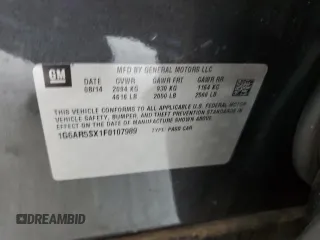 GM
MFD BY GENERAL MOTORS LLC
DATE GVWR GAWR FRT GAWR RR
08/14 2094 KG 930 KG 1164 KG
4616 LB 2050 LB 2566 LB
THIS VEHICLE CONFORMS TO ALL APPLICABLE U.S. FEDERAL
MOTOR VEHICLE SAFETY, BUMPER, AND THEFT PREVENTION
STANDARDS IN EFFECT ON THE DATE OF MANUFACTURE
SHOWN ABOVE.
1G6AR5SX1F0107989 TYPE: PASS CAR
© autobidmaster.com